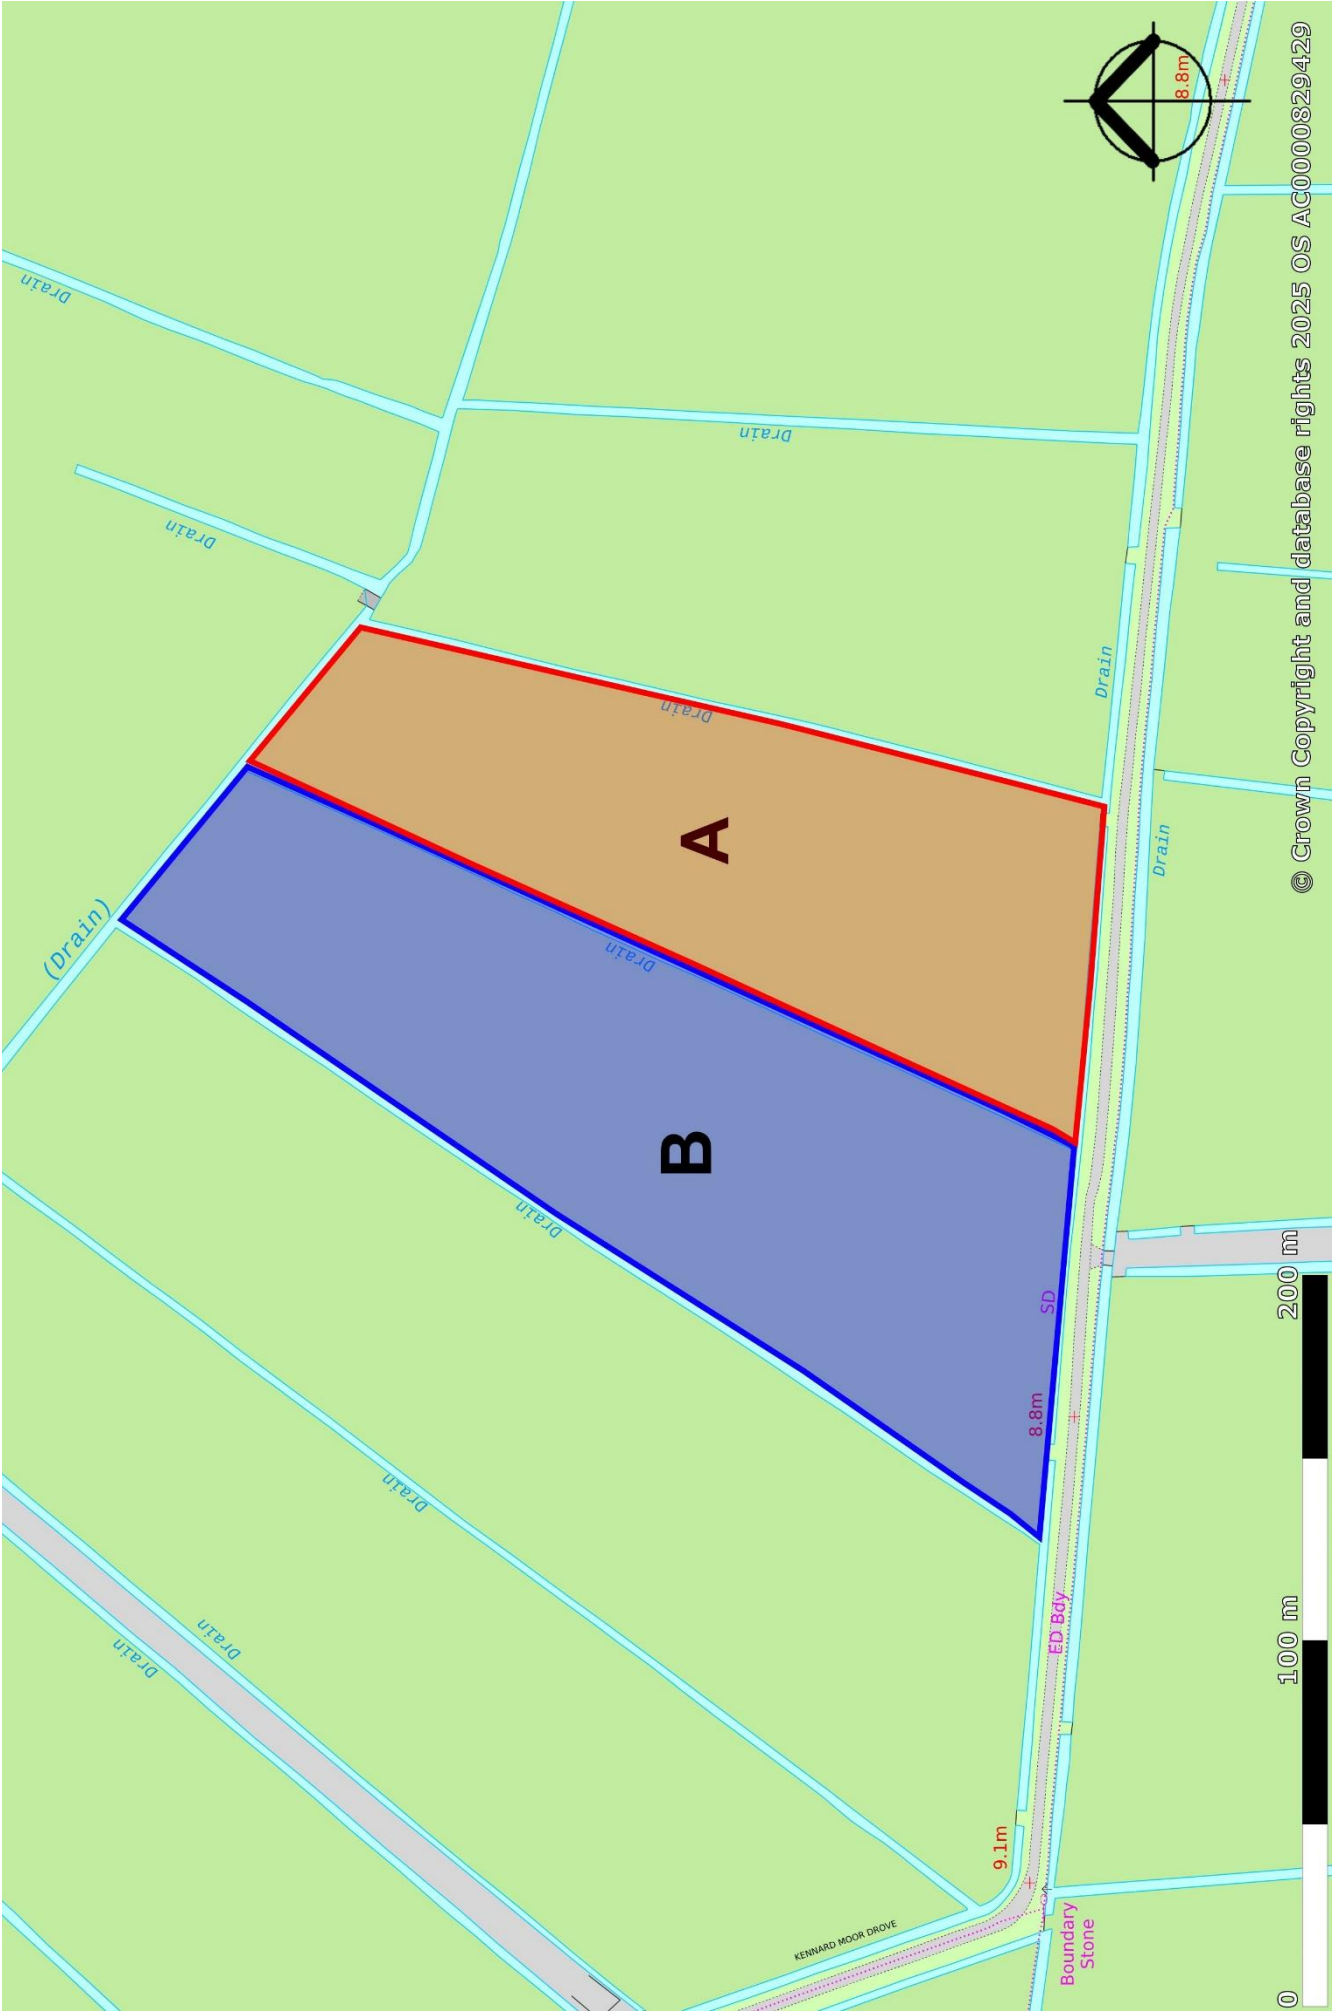 Drain
Drain
Drain
Drain
Drain
Drain
(Drain)
Drain
Drain
Drain
Drain
Drain
A
B
SD
8.8m
8.8m
ED Bdy
9.1m
KENNARD MOOR DROVE
Boundary
Stone
0
100 m
200 m
© Crown Copyright and database rights 2025 OS AC0000829429